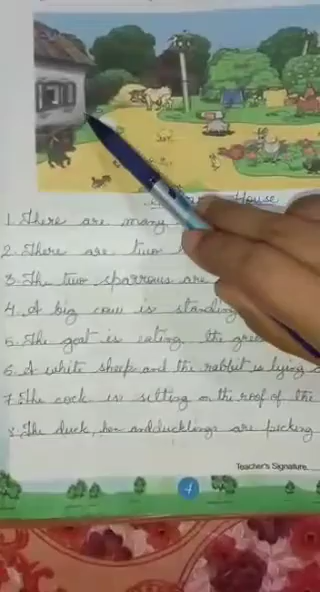 House
1. There are many
2. There are two
3. The two sparrows are
4. A big cow is standing
5. The goat is eating the
6. A white sheep and the rabbit is lying
7. The cock is sitting on the roof of the
8. The duck, hen and ducklings are picking
Teacher's Signature
4